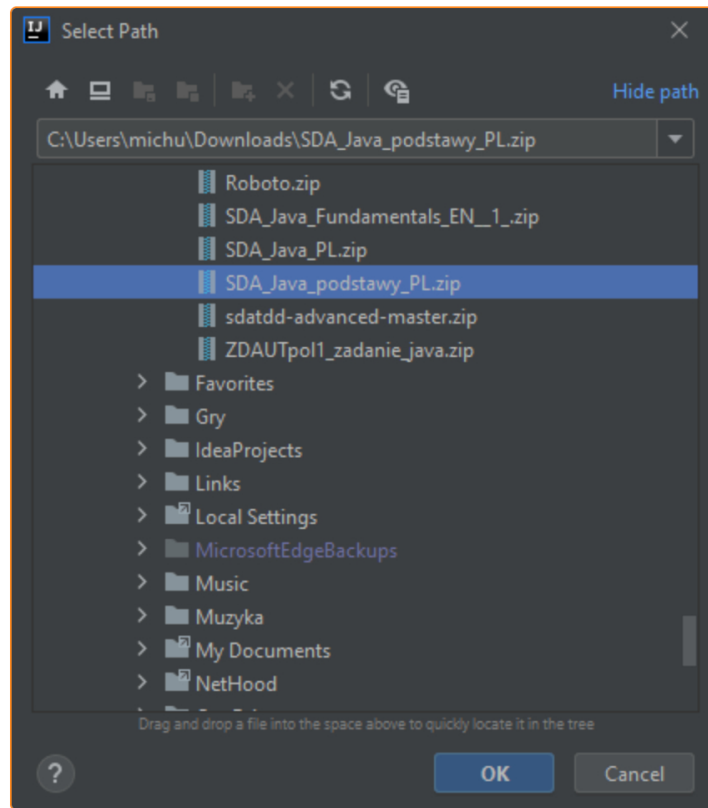 IJ
Select Path
Hide path
C:\Users\michu\Downloads\SDA_Java_podstawy_PL.zip
Roboto.zip
SDA_Java_Fundamentals_EN__1_.zip
SDA_Java_PL.zip
SDA_Java_podstawy_PL.zip
sdatdd-advanced-master.zip
ZDAUTpol1_zadanie_java.zip
Favorites
Gry
IdeaProjects
Links
Local Settings
MicrosoftEdgeBackups
Music
Muzyka
My Documents
NetHood
Drag and drop a file into the space above to quickly locate it in the tree
?
OK
Cancel